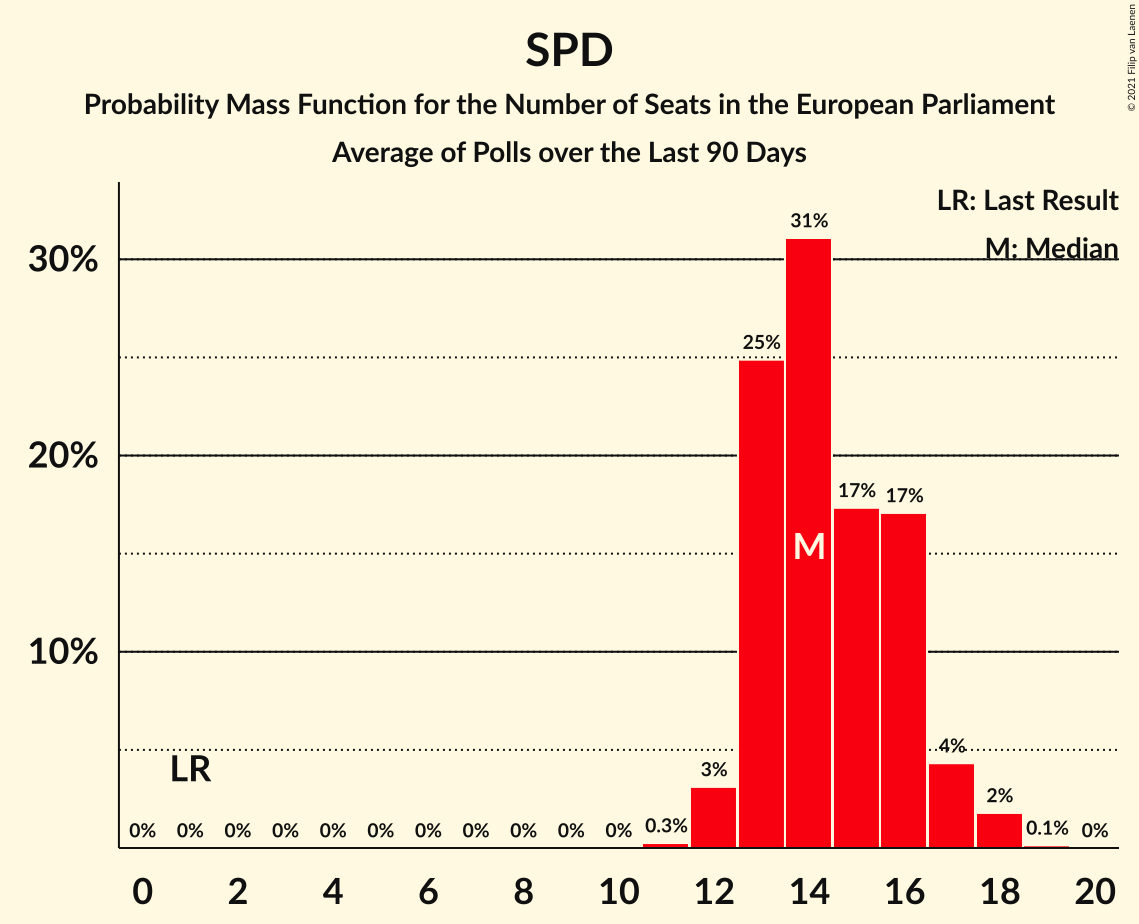 SPD
Probability Mass Function for the Number of Seats in the European Parliament
Average of Polls over the Last 90 Days
© 2021 Filip van Laenen
LR: Last Result
M: Median
30%
20%
10%
31%
25%
17% 17%
M
LR
4%
3%
2%
0% 0% 0% 0% 0% 0% 0% 0% 0% 0% 0% 0.3% 0.1% 0%
0 2 4 6 8 10 12 14 16 18 20